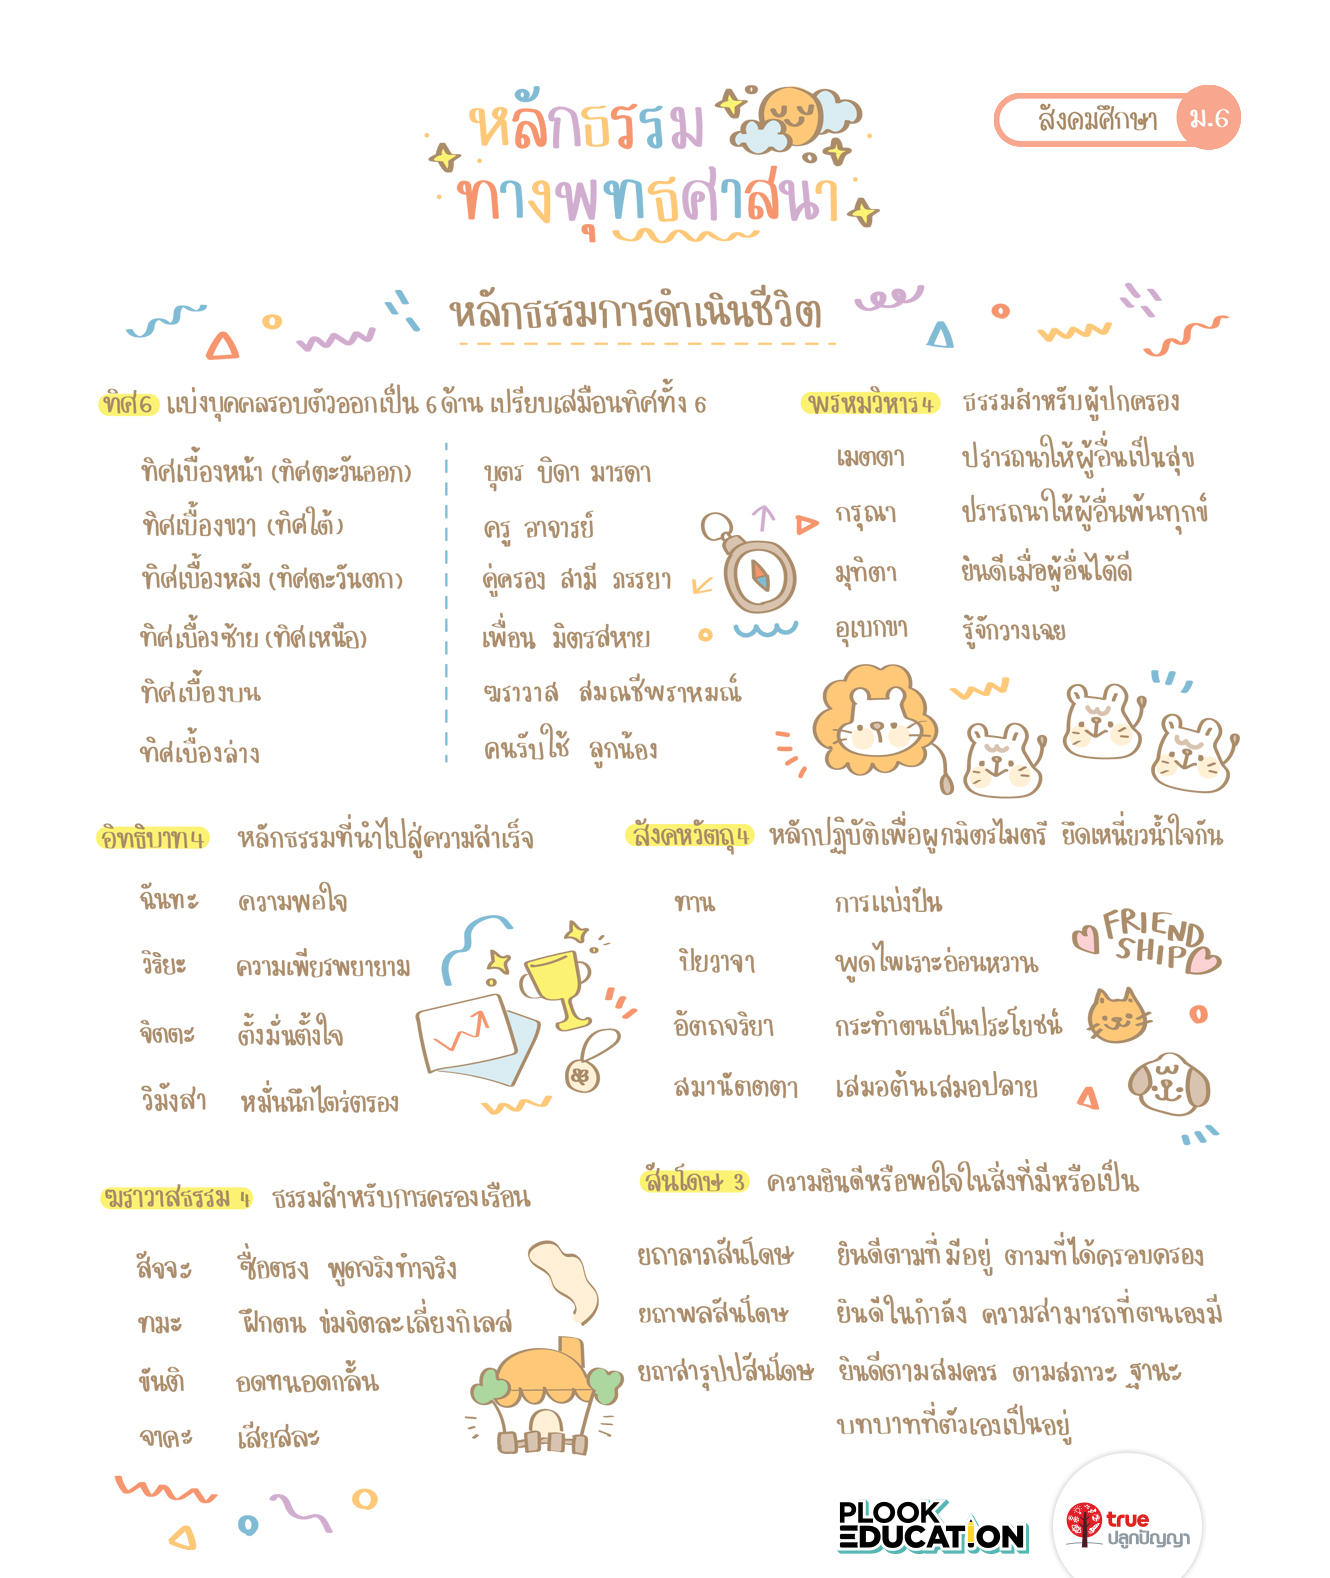 หลักธรรม
ทางพุทธศาสนา
สังคมศึกษา ม.6
หลักธรรมการดำเนินชีวิต
ทิศ6 แบ่งบุคคลรอบตัวออกเป็น 6 ด้าน เปรียบเสมือนทิศทั้ง 6
ทิศเบื้องหน้า (ทิศตะวันออก) บุตร บิดา มารดา
ทิศเบื้องขวา (ทิศใต้) ครู อาจารย์
ทิศเบื้องหลัง (ทิศตะวันตก) คู่ครอง สามี ภรรยา
ทิศเบื้องซ้าย (ทิศเหนือ) เพื่อน มิตรสหาย
ทิศเบื้องบน ฆราวาส สมณชีพราหมณ์
ทิศเบื้องล่าง คนรับใช้ ลูกน้อง
พรหมวิหาร4 ธรรมสำหรับผู้ปกครอง
เมตตา ปรารถนาให้ผู้อื่นเป็นสุข
กรุณา ปรารถนาให้ผู้อื่นพ้นทุกข์
มุทิตา ยินดีเมื่อผู้อื่นได้ดี
อุเบกขา รู้จักวางเฉย
อิทธิบาท4 หลักธรรมที่นำไปสู่ความสำเร็จ
ฉันทะ ความพอใจ
วิริยะ ความเพียรพยายาม
จิตตะ ตั้งมั่นตั้งใจ
วิมังสา หมั่นนึกไตร่ตรอง
สังคหวัตถุ4 หลักปฏิบัติเพื่อผูกมิตรไมตรี ยึดเหนี่ยวน้ำใจกัน
ทาน การแบ่งปัน
ปิยวาจา พูดไพเราะอ่อนหวาน
อัตถจริยา กระทำตนเป็นประโยชน์
สมานัตตตา เสมอต้นเสมอปลาย
FRIEND
SHIP
ฆราวาสธรรม 4 ธรรมสำหรับการครองเรือน
สัจจะ ซื่อตรง พูดจริงทำจริง
ทมะ ฝึกตน ข่มจิตละเลี่ยงกิเลส
ขันติ อดทนอดกลั้น
จาคะ เสียสละ
สันโดษ 3 ความยินดีหรือพอใจในสิ่งที่มีหรือเป็น
ยถาลาภสันโดษ ยินดีตามที่มีอยู่ ตามที่ได้ครอบครอง
ยถาพลสันโดษ ยินดีในกำลัง ความสามารถที่ตนเองมี
ยถาสารุปปสันโดษ ยินดีตามสมควร ตามสภาวะ ฐานะ
บทบาทที่ตัวเองเป็นอยู่
PLOOK
EDUCATION
true
ปลูกปัญญา